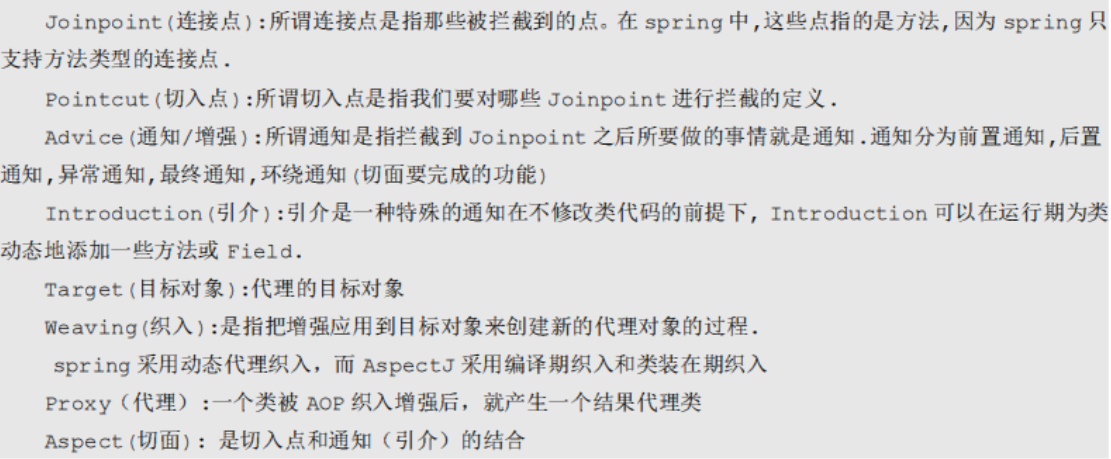 Joinpoint(连接点):所谓连接点是指那些被拦截到的点。在 spring 中,这些点指的是方法,因为 spring 只
支持方法类型的连接点.
Pointcut(切入点):所谓切入点是指我们要对哪些 Joinpoint 进行拦截的定义.
Advice(通知/增强):所谓通知是指拦截到 Joinpoint 之后所要做的事情就是通知.通知分为前置通知,后置
通知,异常通知,最终通知,环绕通知(切面要完成的功能)
Introduction(引介):引介是一种特殊的通知在不修改类代码的前提下, Introduction 可以在运行期为类
动态地添加一些方法或 Field.
Target(目标对象):代理的目标对象
Weaving(织入):是指把增强应用到目标对象来创建新的代理对象的过程.
spring 采用动态代理织入，而 AspectJ 采用编译期织入和类装在期织入
Proxy（代理）:一个类被 AOP 织入增强后，就产生一个结果代理类
Aspect(切面): 是切入点和通知（引介）的结合